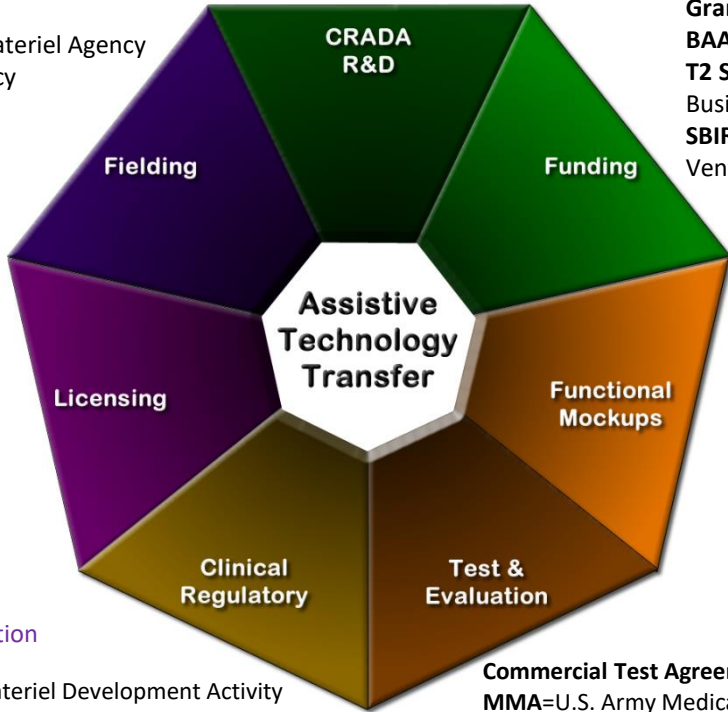 ateriel Agency
cy
CRADA
R&D
Gran
BAA
T2 S
Busi
SBIR
Ven
Fielding
Funding
Assistive
Technology
Transfer
Licensing
Functional
Mockups
Clinical
Regulatory
Test &
Evaluation
tion
ateriel Development Activity
Commercial Test Agreem
MMA=U.S. Army Medica